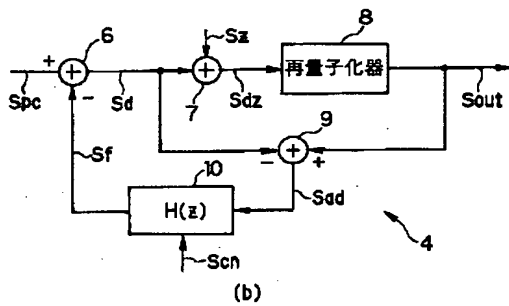 6
Sz
8
+
+
+
再量子化器
Spc
-
Sd
7
Sdz
Sout
9
Sf
-
+
+
10
H(z)
Sad
4
Scn
(b)